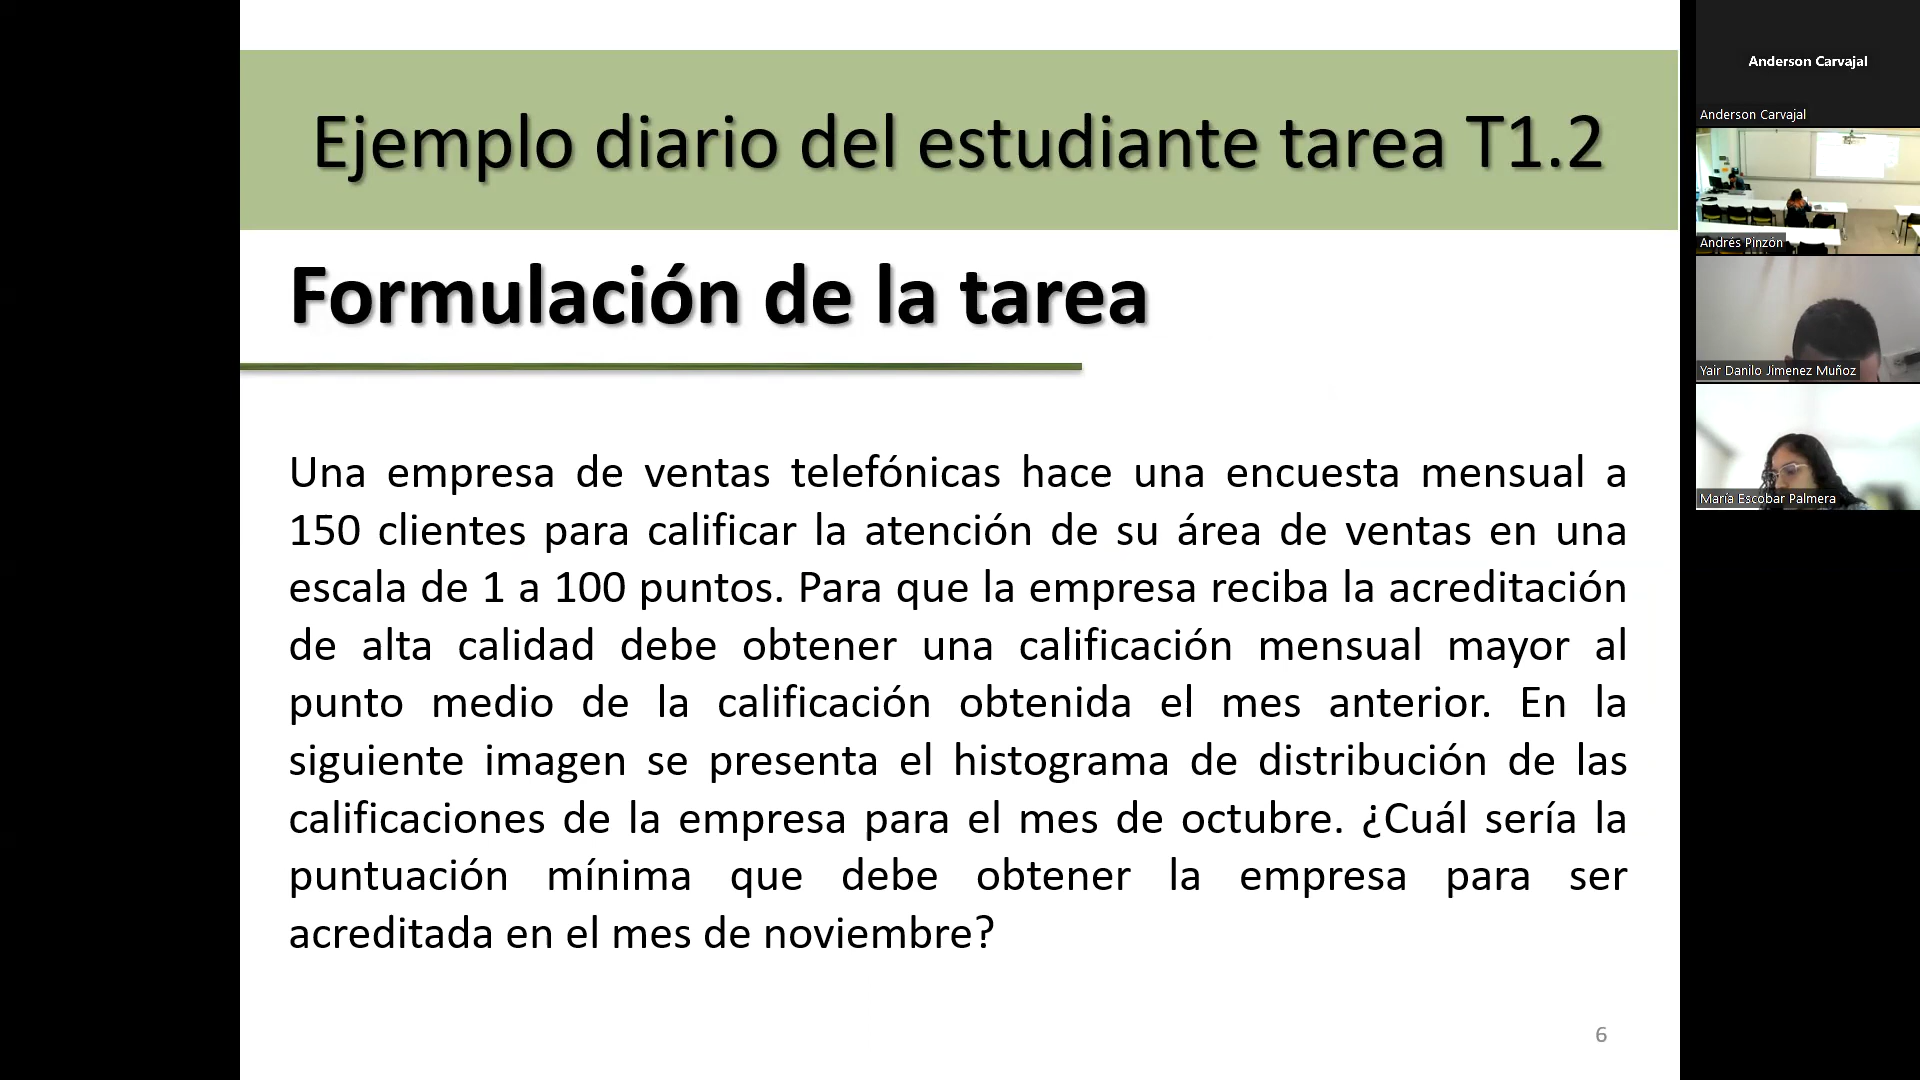 Ejemplo diario del estudiante tarea T1.2
Formulación de la tarea
Una empresa de ventas telefónicas hace una encuesta mensual a
150 clientes para calificar la atención de su área de ventas en una
escala de 1 a 100 puntos. Para que la empresa reciba la acreditación
de alta calidad debe obtener una calificación mensual mayor al
punto medio de la calificación obtenida el mes anterior. En la
siguiente imagen se presenta el histograma de distribución de las
calificaciones de la empresa para el mes de octubre. ¿Cuál sería la
puntuación mínima que debe obtener la empresa para ser
acreditada en el mes de noviembre?
6
Anderson Carvajal
Anderson Carvajal
Andrés Pinzón
Yair Danilo Jimenez Muñoz
María Escobar Palmera